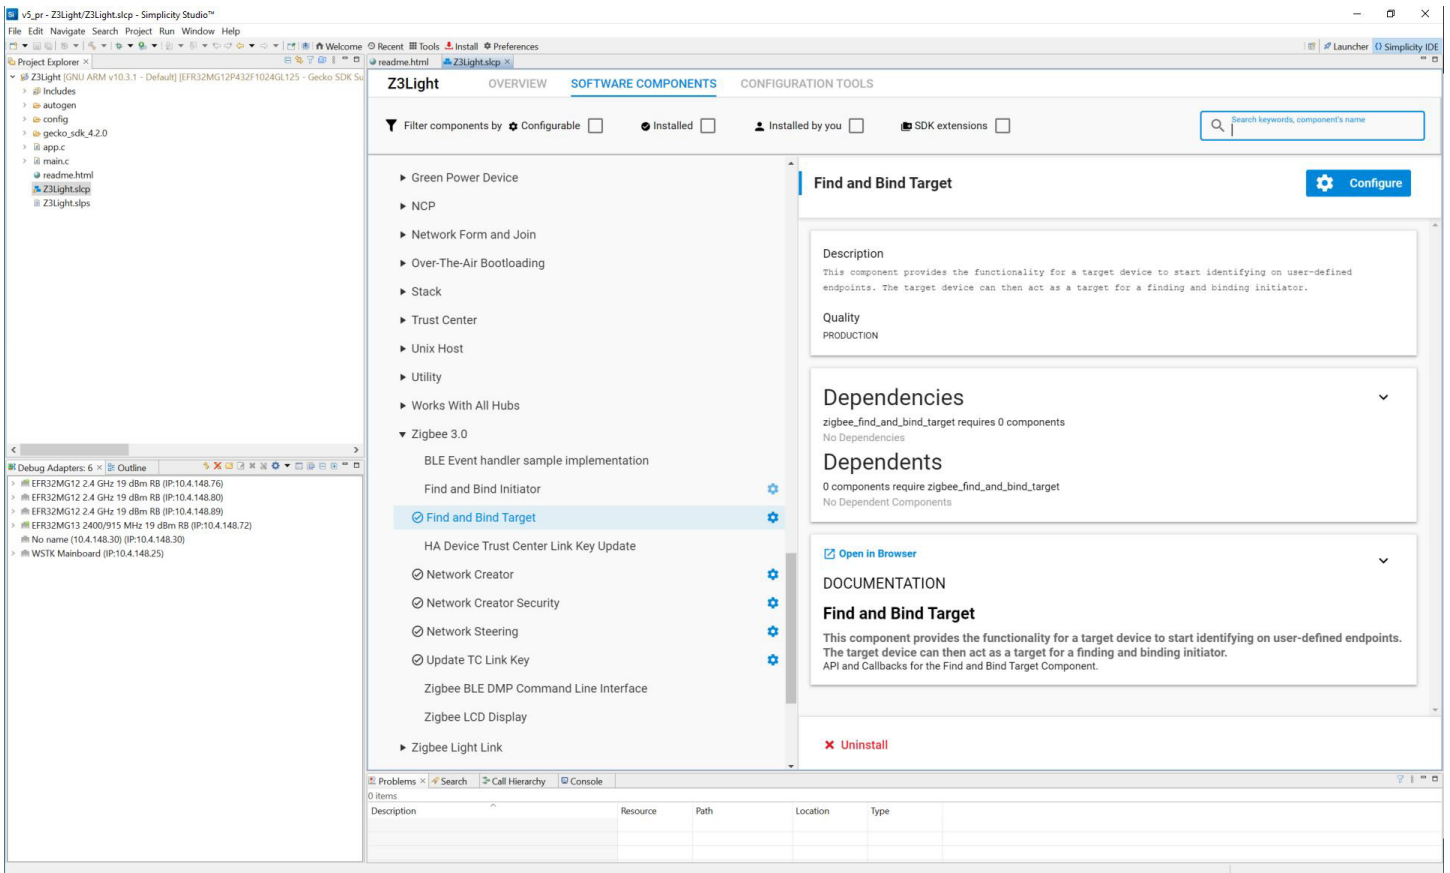 v5_pr - Z3Light/Z3Light.slcp - Simplicity Studio™
File Edit Navigate Search Project Run Window Help
Welcome Recent Tools Install Preferences
Launcher Simplicity IDE
Project Explorer
Z3Light [GNU ARM v10.3.1 - Default] [EFR32MG12P432F1024GL125 - Gecko SDK Su
Includes
autogen
config
gecko_sdk_4.2.0
app.c
main.c
readme.html
Z3Light.slcp
Z3Light.slps
Debug Adapters: 6
Outline
EFR32MG12 2.4 GHz 19 dBm RB (IP:10.4.148.76)
EFR32MG12 2.4 GHz 19 dBm RB (IP:10.4.148.80)
EFR32MG12 2.4 GHz 19 dBm RB (IP:10.4.148.89)
EFR32MG13 2400/915 MHz 19 dBm RB (IP:10.4.148.72)
No name (10.4.148.30) (IP:10.4.148.30)
WSTK Mainboard (IP:10.4.148.25)
readme.html
Z3Light.slcp
Z3Light
OVERVIEW
SOFTWARE COMPONENTS
CONFIGURATION TOOLS
Filter components by
Configurable
Installed
Installed by you
SDK extensions
Search keywords, component's name
Green Power Device
NCP
Network Form and Join
Over-The-Air Bootloading
Stack
Trust Center
Unix Host
Utility
Works With All Hubs
Zigbee 3.0
BLE Event handler sample implementation
Find and Bind Initiator
Find and Bind Target
HA Device Trust Center Link Key Update
Network Creator
Network Creator Security
Network Steering
Update TC Link Key
Zigbee BLE DMP Command Line Interface
Zigbee LCD Display
Zigbee Light Link
Find and Bind Target
Configure
Description
This component provides the functionality for a target device to start identifying on user-defined
endpoints. The target device can then act as a target for a finding and binding initiator.
Quality
PRODUCTION
Dependencies
zigbee_find_and_bind_target requires 0 components
No Dependencies
Dependents
0 components require zigbee_find_and_bind_target
No Dependent Components
Open in Browser
DOCUMENTATION
Find and Bind Target
This component provides the functionality for a target device to start identifying on user-defined endpoints.
The target device can then act as a target for a finding and binding initiator.
API and Callbacks for the Find and Bind Target Component.
Uninstall
Problems
Search
Call Hierarchy
Console
0 items
Description
Resource
Path
Location
Type